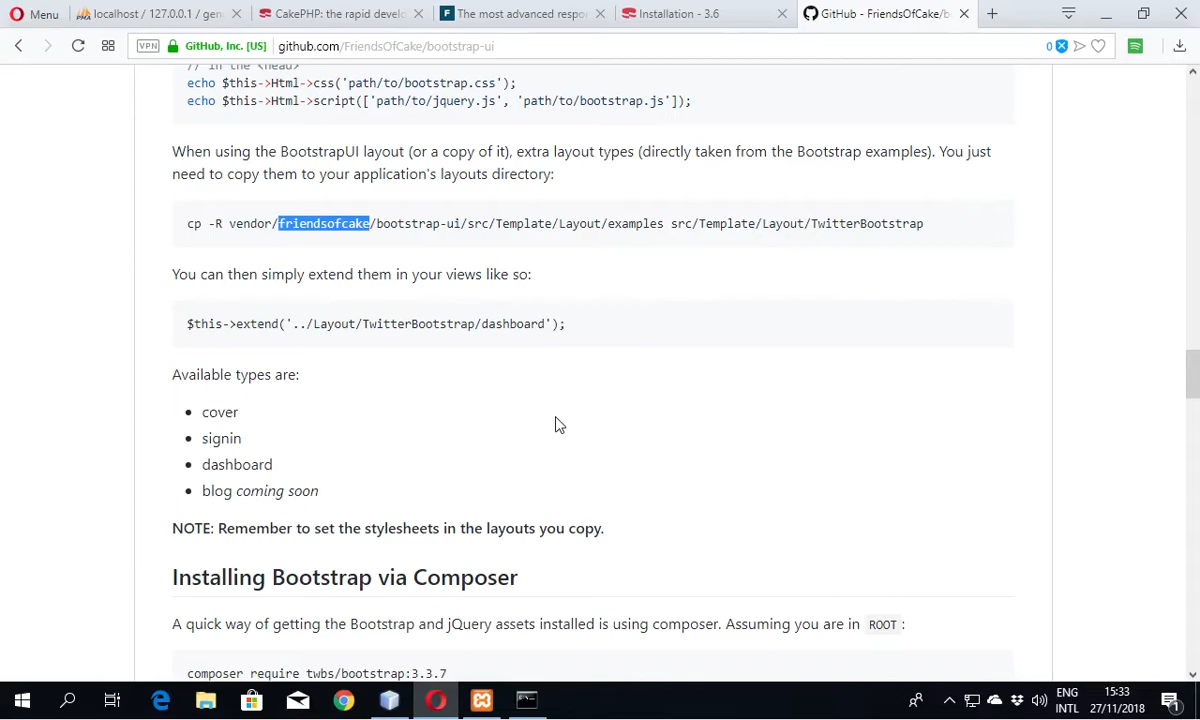 Menu
localhost / 127.0.0.1 / gen
CakePHP: the rapid develo
The most advanced respo
Installation - 3.6
GitHub - FriendsOfCake/b
VPN
GitHub, Inc. [US]
github.com/FriendsOfCake/bootstrap-ui
0
// in the <head>
echo $this->Html->css('path/to/bootstrap.css');
echo $this->Html->script(['path/to/jquery.js', 'path/to/bootstrap.js']);
When using the BootstrapUI layout (or a copy of it), extra layout types (directly taken from the Bootstrap examples). You just
need to copy them to your application's layouts directory:
cp -R vendor/friendsofcake/bootstrap-ui/src/Template/Layout/examples src/Template/Layout/TwitterBootstrap
You can then simply extend them in your views like so:
$this->extend('../Layout/TwitterBootstrap/dashboard');
Available types are:
cover
signin
dashboard
blog coming soon
NOTE: Remember to set the stylesheets in the layouts you copy.
Installing Bootstrap via Composer
A quick way of getting the Bootstrap and jQuery assets installed is using composer. Assuming you are in ROOT:
composer require twbs/bootstrap:3.3.7
ENG
INTL
15:33
27/11/2018
1